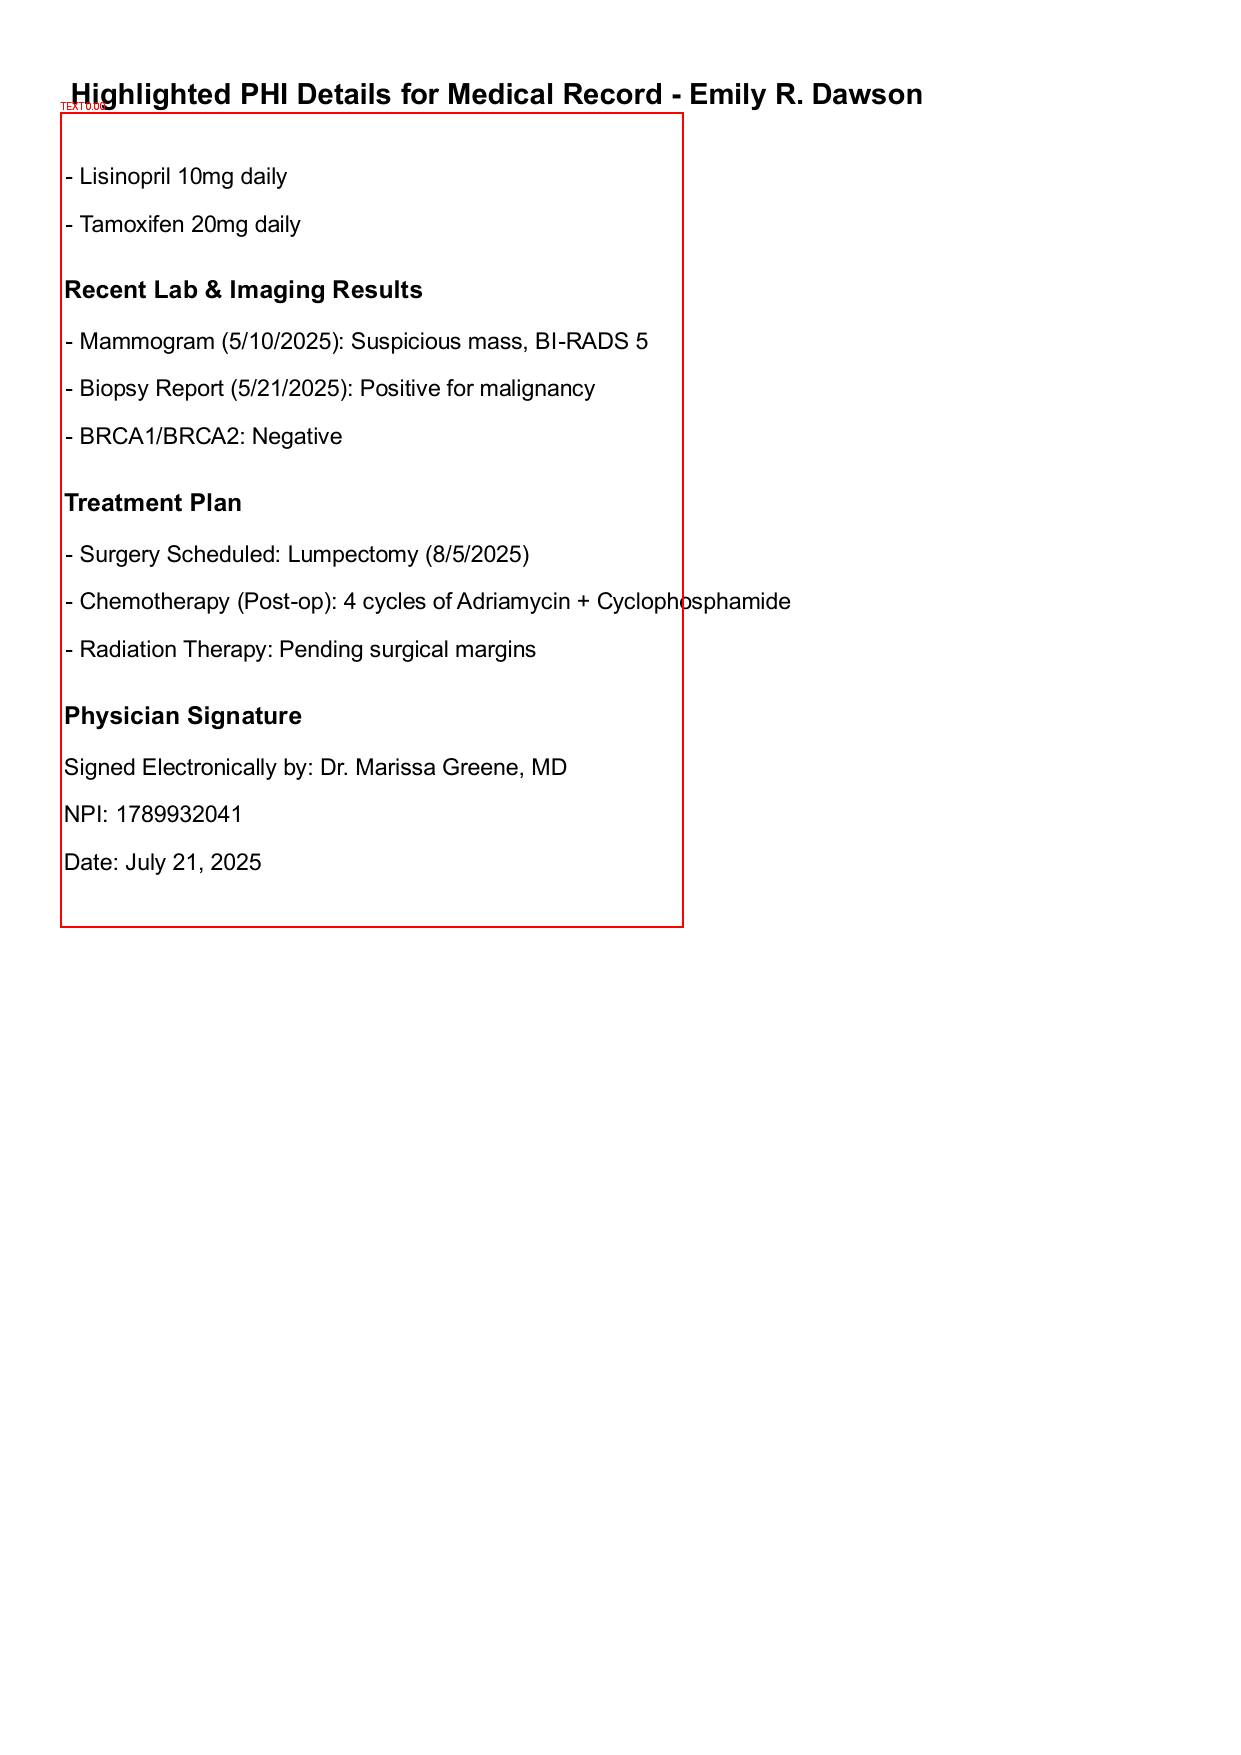 Highlighted PHI Details for Medical Record - Emily R. Dawson
TEXT 0.00
- Lisinopril 10mg daily
- Tamoxifen 20mg daily
Recent Lab & Imaging Results
- Mammogram (5/10/2025): Suspicious mass, BI-RADS 5
- Biopsy Report (5/21/2025): Positive for malignancy
- BRCA1/BRCA2: Negative
Treatment Plan
- Surgery Scheduled: Lumpectomy (8/5/2025)
- Chemotherapy (Post-op): 4 cycles of Adriamycin + Cyclophosphamide
- Radiation Therapy: Pending surgical margins
Physician Signature
Signed Electronically by: Dr. Marissa Greene, MD
NPI: 1789932041
Date: July 21, 2025